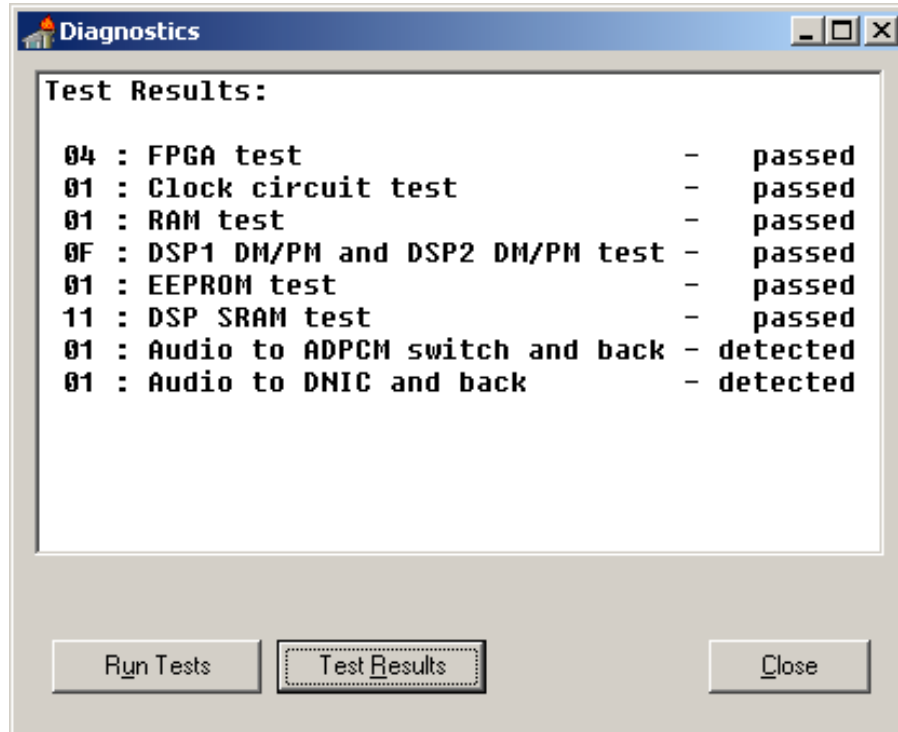 Diagnostics
Test Results:
04 : FPGA test - passed
01 : Clock circuit test - passed
01 : RAM test - passed
0F : DSP1 DM/PM and DSP2 DM/PM test - passed
01 : EEPROM test - passed
11 : DSP SRAM test - passed
01 : Audio to ADPCM switch and back - detected
01 : Audio to DNIC and back - detected
Run Tests Test Results Close